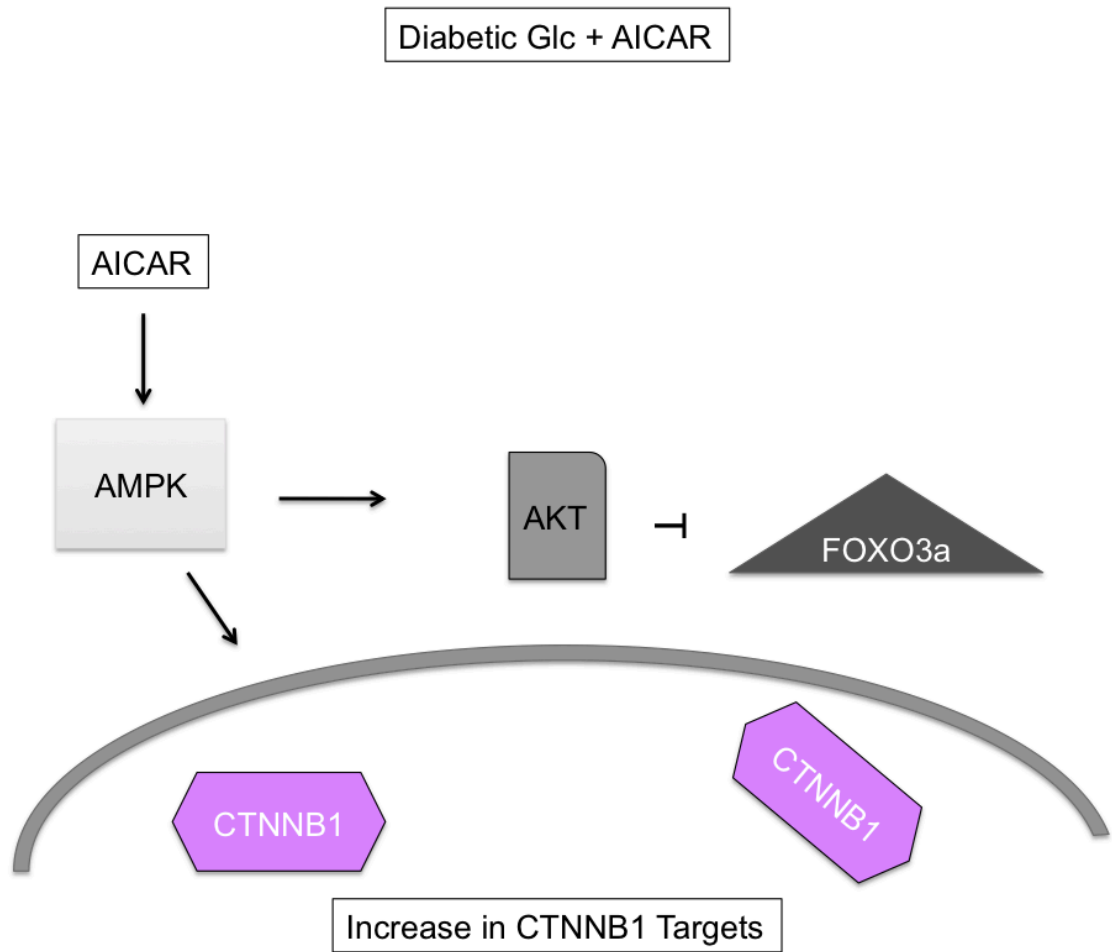 Diabetic Glc + AICAR
AICAR
AMPK
AKT
FOXO3a
CTNNB1
CTNNB1
Increase in CTNNB1 Targets